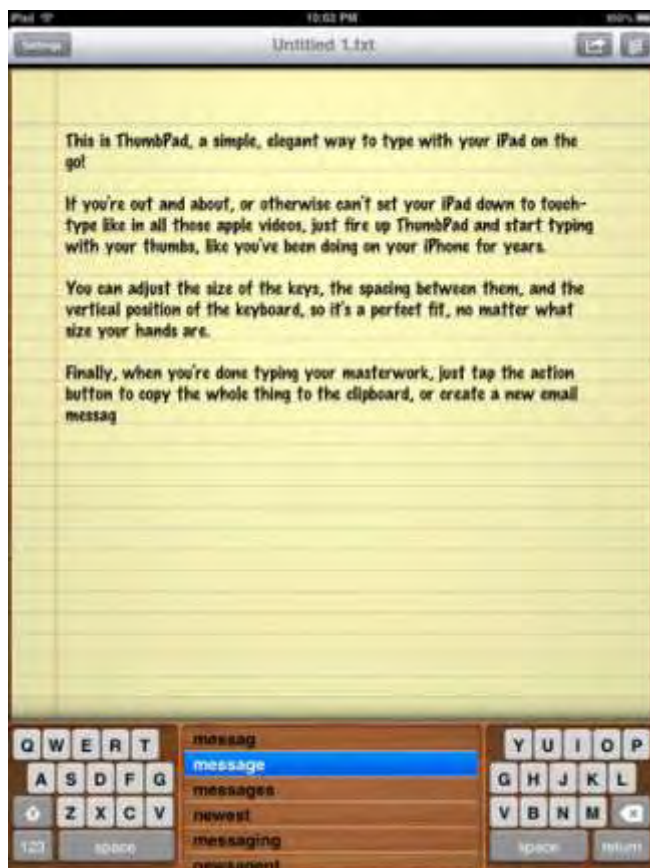 iPad 10:53 PM 100%
Settings Untitled 1.txt
This is ThumbPad, a simple, elegant way to type with your iPad on the
go!
If you're out and about, or otherwise can't set your iPad down to touch-
type like in all those apple videos, just fire up ThumbPad and start typing
with your thumbs, like you've been doing on your iPhone for years.
You can adjust the size of the keys, the spacing between them, and the
vertical position of the keyboard, so it's a perfect fit, no matter what
size your hands are.
Finally, when you're done typing your masterwork, just tap the action
button to copy the whole thing to the clipboard, or create a new email
messag
messag
message
messages
newest
messaging
newsagent
Q W E R T
A S D F G
Z X C V
123 space
Y U I O P
G H J K L
V B N M
space return